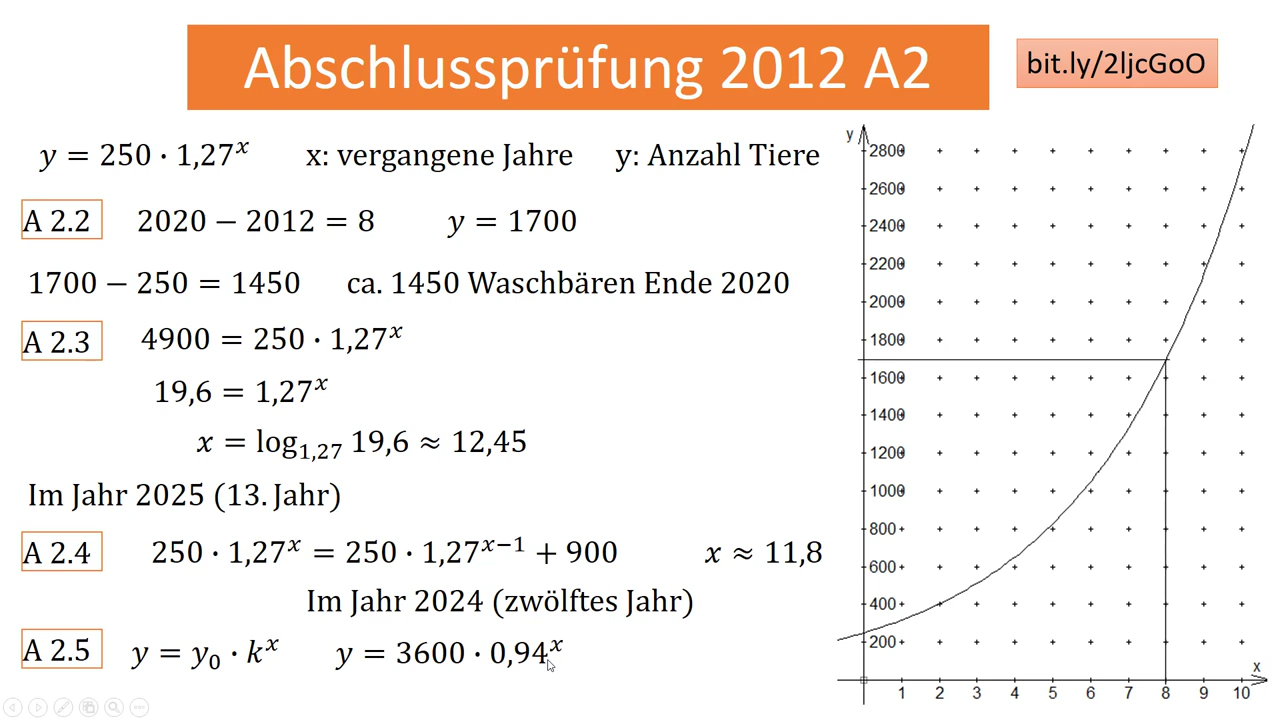 Abschlussprüfung 2012 A2
bit.ly/2ljcGoO
y = 250 · 1,27^x x: vergangene Jahre y: Anzahl Tiere
A 2.2 2020 − 2012 = 8 y = 1700
1700 − 250 = 1450 ca. 1450 Waschbären Ende 2020
A 2.3 4900 = 250 · 1,27^x
19,6 = 1,27^x
x = log_{1,27} 19,6 ≈ 12,45
Im Jahr 2025 (13. Jahr)
A 2.4 250 · 1,27^x = 250 · 1,27^{x−1} + 900 x ≈ 11,8
Im Jahr 2024 (zwölftes Jahr)
A 2.5 y = y_0 · k^x y = 3600 · 0,94^x
y
2800
2600
2400
2200
2000
1800
1600
1400
1200
1000
800
600
400
200
x
1 2 3 4 5 6 7 8 9 10